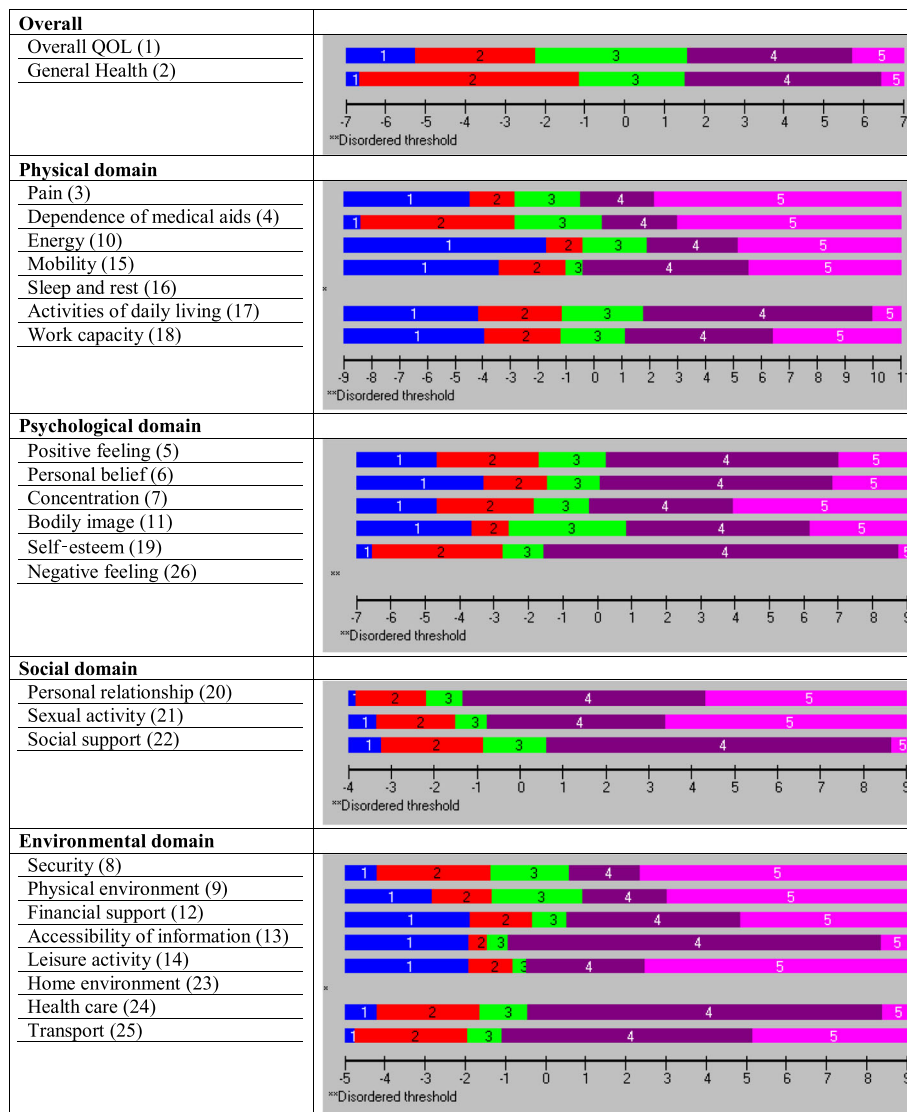 Overall
Overall QOL (1)
1 2 3 4 5
General Health (2)
1 2 3 4 5
-7 -6 -5 -4 -3 -2 -1 0 1 2 3 4 5 6 7
**Disordered threshold
Physical domain
Pain (3)
1 2 3 4 5
Dependence of medical aids (4)
1 2 3 4 5
Energy (10)
1 2 3 4 5
Mobility (15)
1 2 3 4 5
Sleep and rest (16)
*
Activities of daily living (17)
1 2 3 4 5
Work capacity (18)
1 2 3 4 5
-9 -8 -7 -6 -5 -4 -3 -2 -1 0 1 2 3 4 5 6 7 8 9 10 11
**Disordered threshold
Psychological domain
Positive feeling (5)
1 2 3 4 5
Personal belief (6)
1 2 3 4 5
Concentration (7)
1 2 3 4 5
Bodily image (11)
1 2 3 4 5
Self-esteem (19)
1 2 3 4 5
Negative feeling (26)
**
-7 -6 -5 -4 -3 -2 -1 0 1 2 3 4 5 6 7 8 9
**Disordered threshold
Social domain
Personal relationship (20)
1 2 3 4 5
Sexual activity (21)
1 2 3 4 5
Social support (22)
1 2 3 4 5
-4 -3 -2 -1 0 1 2 3 4 5 6 7 8 9
**Disordered threshold
Environmental domain
Security (8)
1 2 3 4 5
Physical environment (9)
1 2 3 4 5
Financial support (12)
1 2 3 4 5
Accessibility of information (13)
1 2 3 4 5
Leisure activity (14)
1 2 3 4 5
Home environment (23)
*
Health care (24)
1 2 3 4 5
Transport (25)
1 2 3 4 5
-5 -4 -3 -2 -1 0 1 2 3 4 5 6 7 8 9
**Disordered threshold